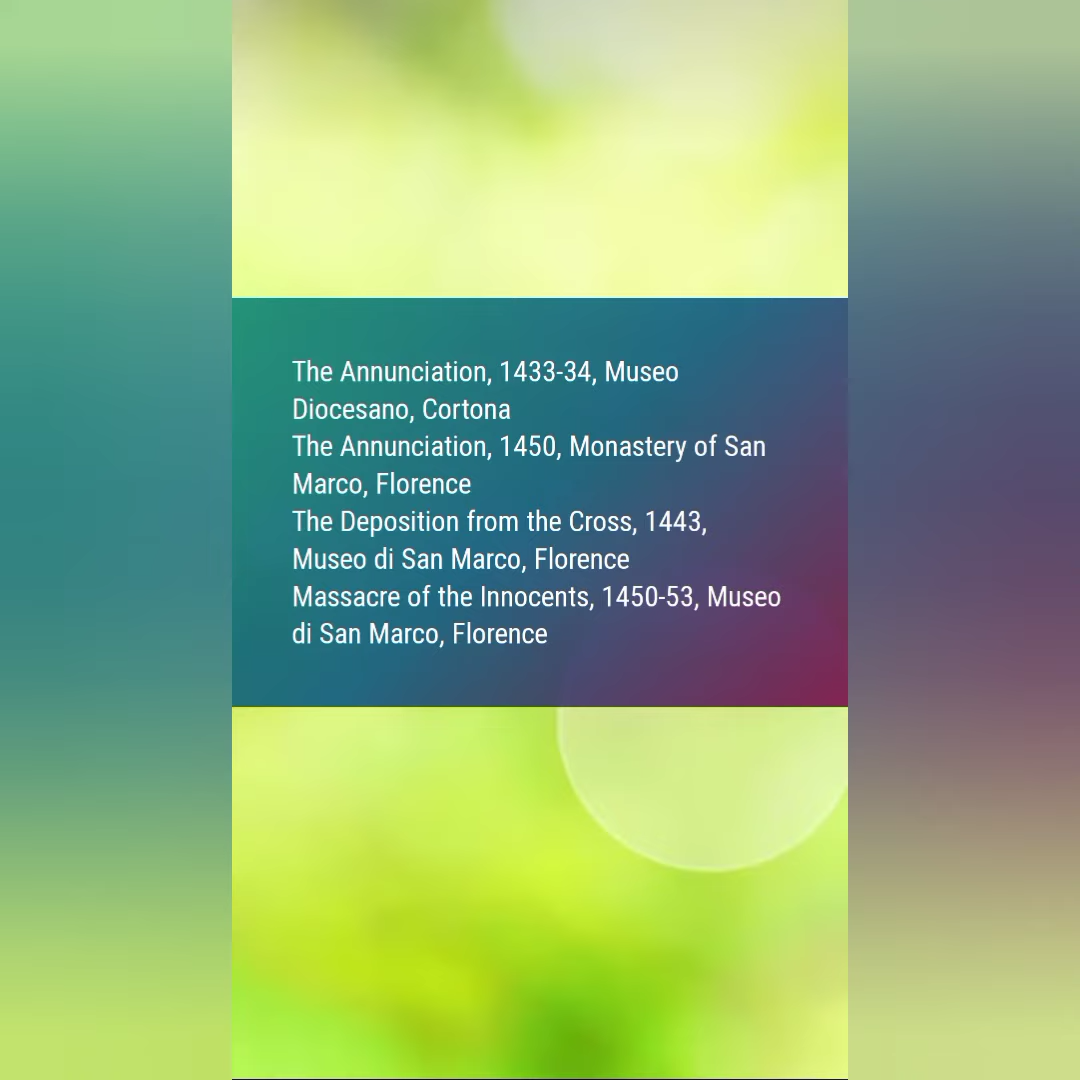 The Annunciation, 1433-34, Museo
Diocesano, Cortona
The Annunciation, 1450, Monastery of San
Marco, Florence
The Deposition from the Cross, 1443,
Museo di San Marco, Florence
Massacre of the Innocents, 1450-53, Museo
di San Marco, Florence